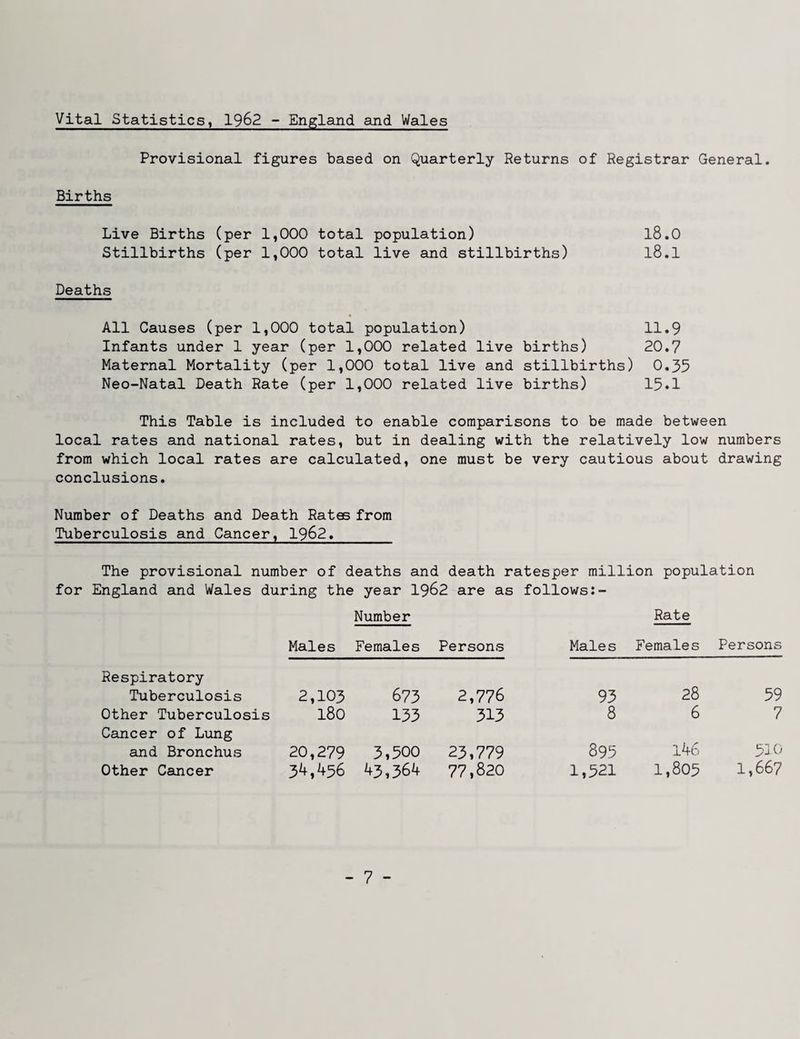 Vital Statistics, 1962 - England and Wales
Provisional figures based on Quarterly Returns of Registrar General.
Births
Live Births (per 1,000 total population) 18.0
Stillbirths (per 1,000 total live and stillbirths) 18.1
Deaths
All Causes (per 1,000 total population) 11.9
Infants under 1 year (per 1,000 related live births) 20.7
Maternal Mortality (per 1,000 total live and stillbirths) 0.35
Neo-Natal Death Rate (per 1,000 related live births) 15.1
This Table is included to enable comparisons to be made between
local rates and national rates, but in dealing with the relatively low numbers
from which local rates are calculated, one must be very cautious about drawing
conclusions.
Number of Deaths and Death Rates from
Tuberculosis and Cancer, 1962.
The provisional number of deaths and death ratesper million population
for England and Wales during the year 1962 are as follows:-
Number Rate
Males Females Persons Males Females Persons
Respiratory
Tuberculosis 2,103 673 2,776 93 28 59
Other Tuberculosis 180 133 313 8 6 7
Cancer of Lung
and Bronchus 20,279 3,500 23,779 895 146 510
Other Cancer 34,456 43,364 77,820 1,521 1,805 1,667
- 7 -